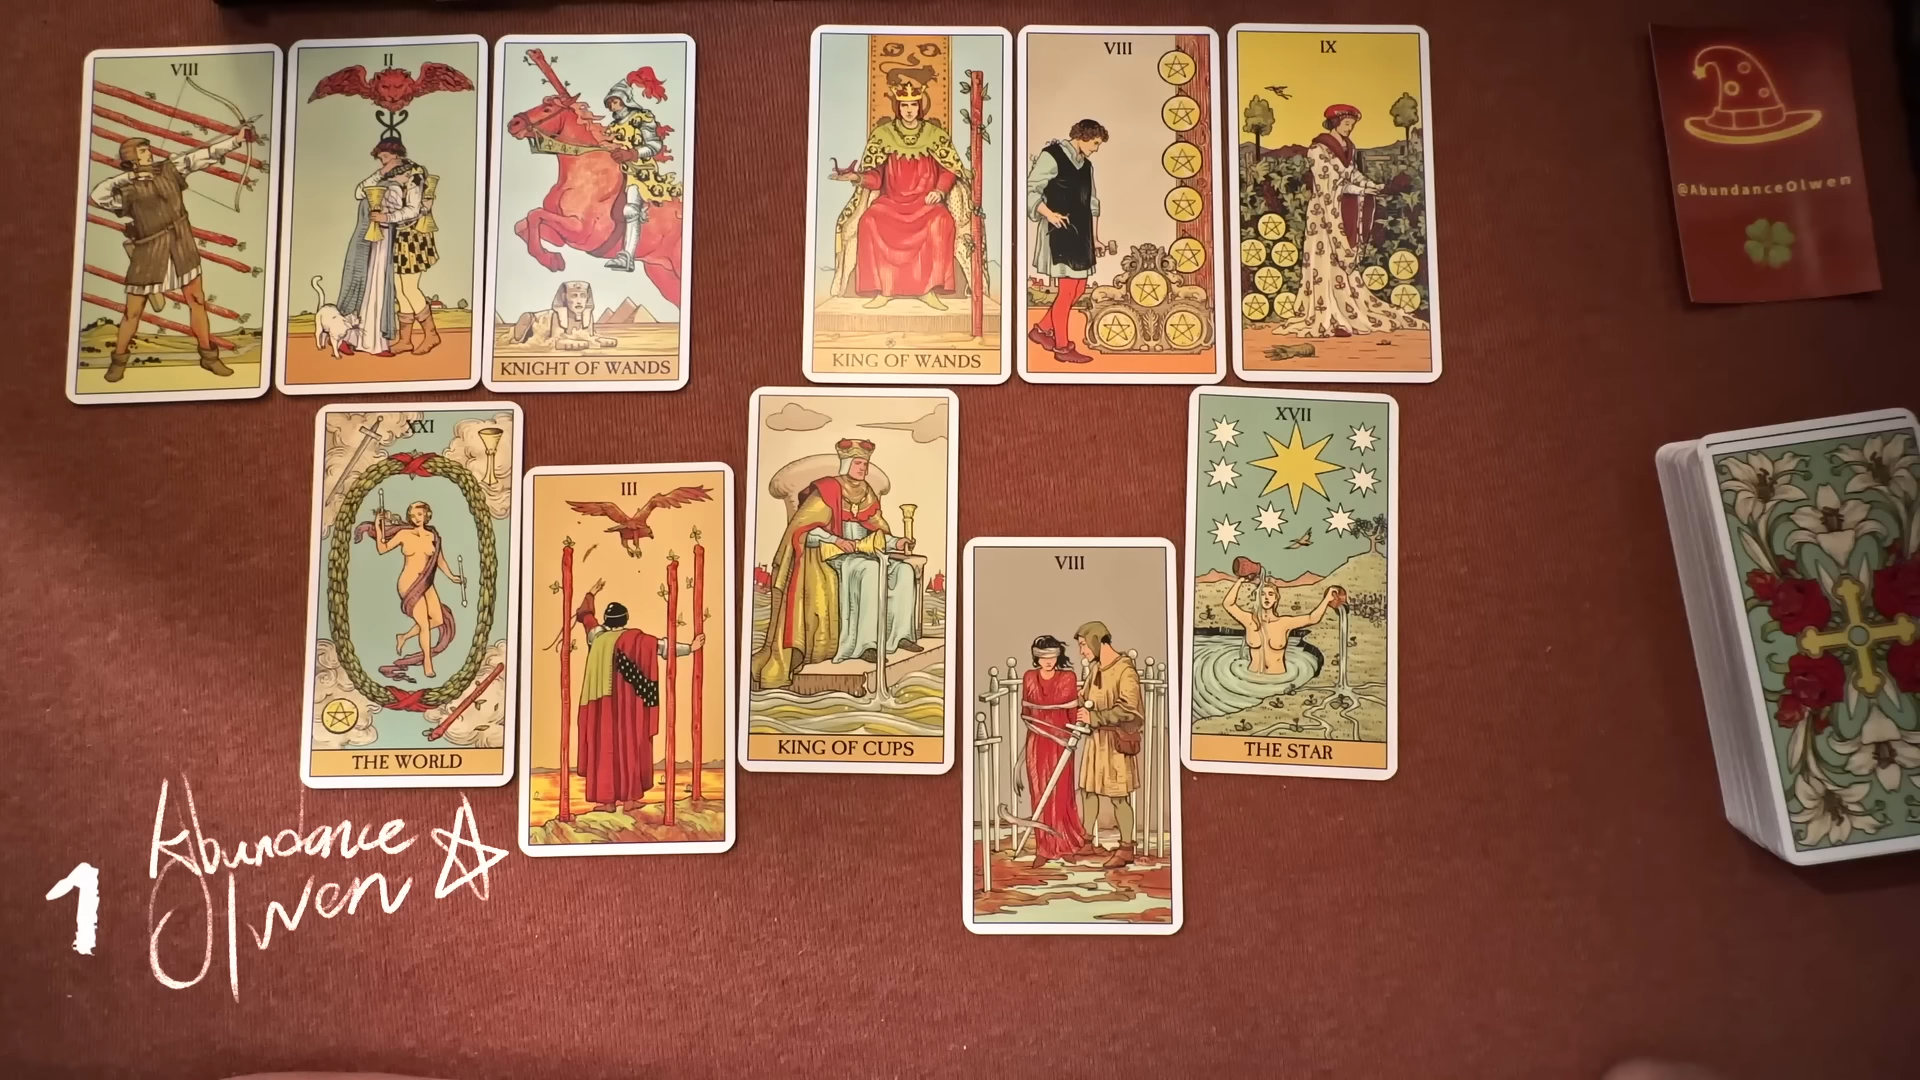 VIII
II
KNIGHT OF WANDS
KING OF WANDS
VIII
IX
@AbundanceOlwen
XXI
THE WORLD
III
KING OF CUPS
VIII
XVII
THE STAR
1
Abundance
Olwen